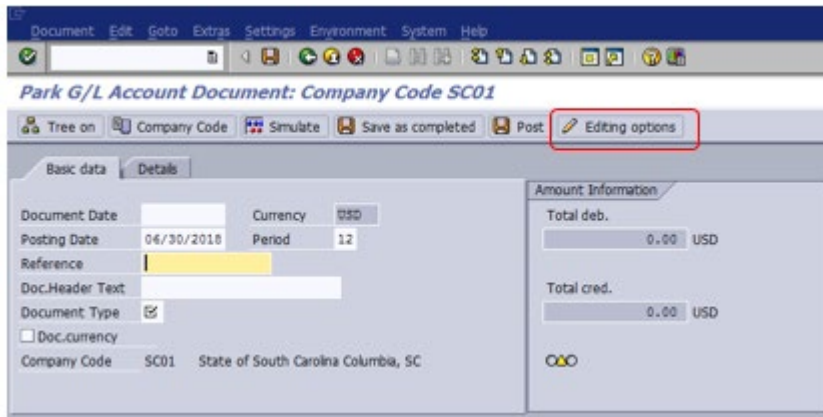 Document Edit Goto Extras Settings Environment System Help
Park G/L Account Document: Company Code SC01
Tree on Company Code Simulate Save as completed Post Editing options
Basic data Details
Amount Information
Document Date Currency USD Total deb.
Posting Date 06/30/2018 Period 12 0.00 USD
Reference
Doc.Header Text Total cred.
Document Type 0.00 USD
Doc.currency
Company Code SC01 State of South Carolina Columbia, SC